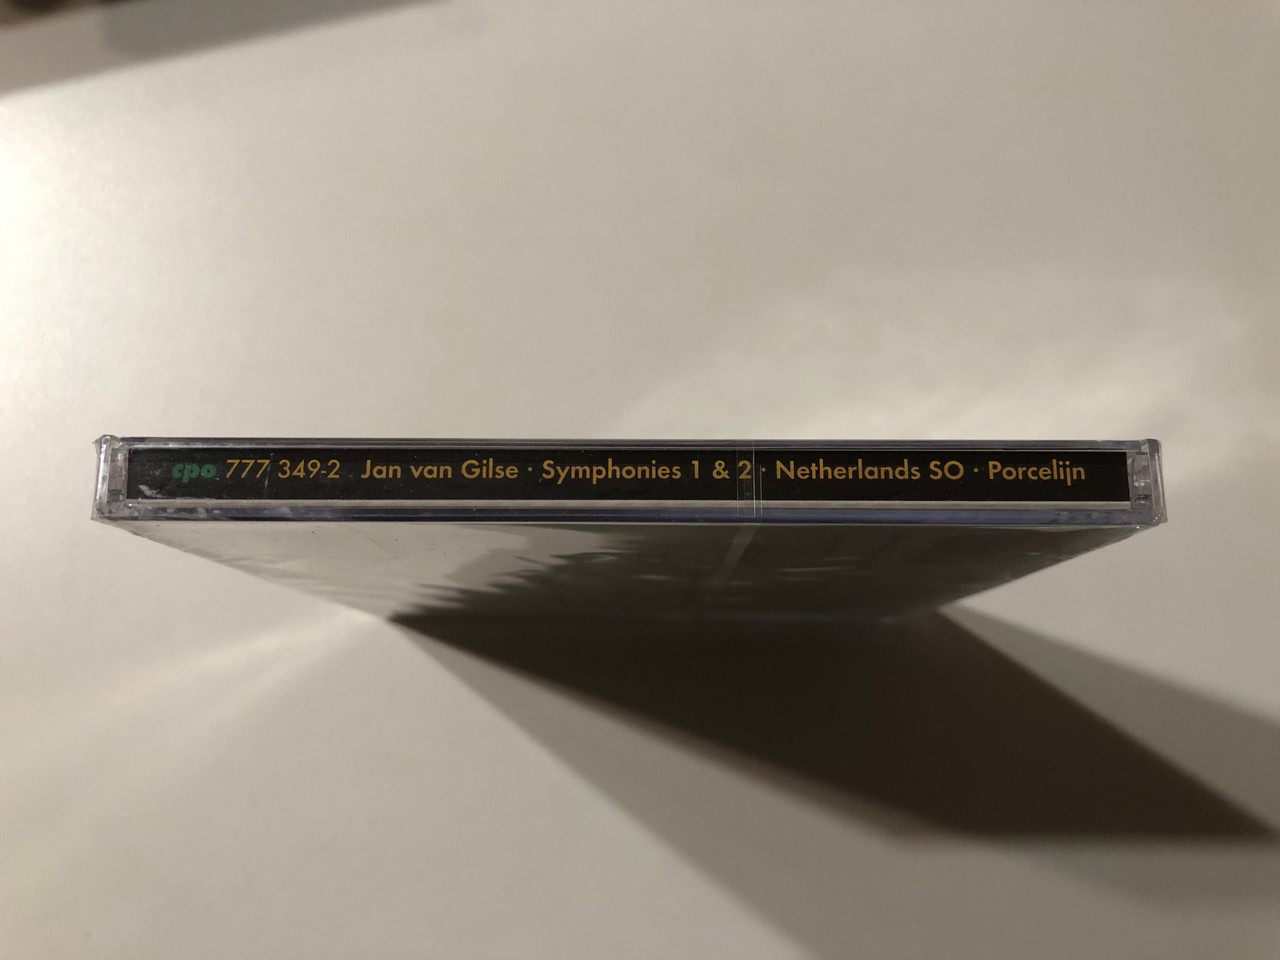 cpo 777 349-2 Jan van Gilse · Symphonies 1 & 2 · Netherlands SO · Porcelijn